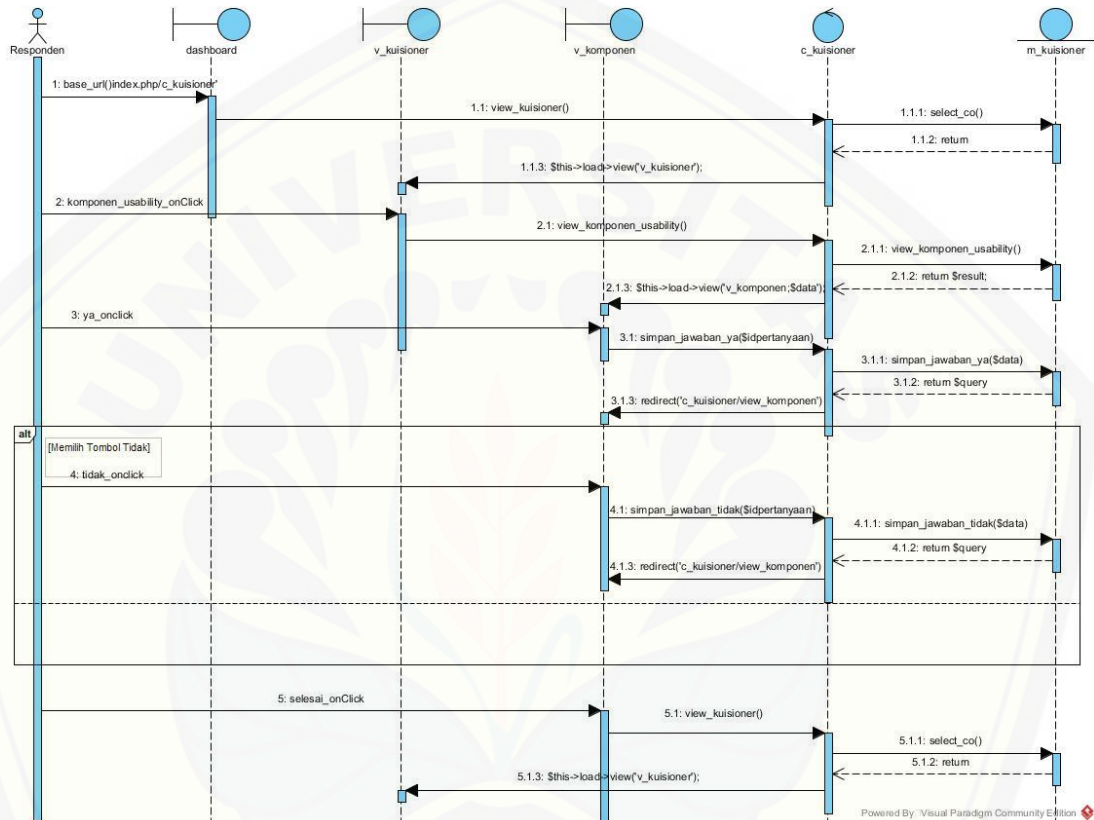 Responden
dashboard
v_kuisioner
v_komponen
c_kuisioner
m_kuisioner
1: base_url()index.php/c_kuisioner'
1.1: view_kuisioner()
1.1.1: select_co()
1.1.2: return
1.1.3: $this->load->view('v_kuisioner');
2: komponen_usability_onClick
2.1: view_komponen_usability()
2.1.1: view_komponen_usability()
2.1.2: return $result;
2.1.3: $this->load->view('v_komponen;$data');
3: ya_onclick
3.1: simpan_jawaban_ya($idpertanyaan)
3.1.1: simpan_jawaban_ya($data)
3.1.2: return $query
3.1.3: redirect('c_kuisioner/view_komponen')
alt
[Memilih Tombol Tidak]
4: tidak_onclick
4.1: simpan_jawaban_tidak($idpertanyaan)
4.1.1: simpan_jawaban_tidak($data)
4.1.2: return $query
4.1.3: redirect('c_kuisioner/view_komponen')
5: selesai_onClick
5.1: view_kuisioner()
5.1.1: select_co()
5.1.2: return
5.1.3: $this->load->view('v_kuisioner');
Powered By Visual Paradigm Community Edition
UNIVERSITAS